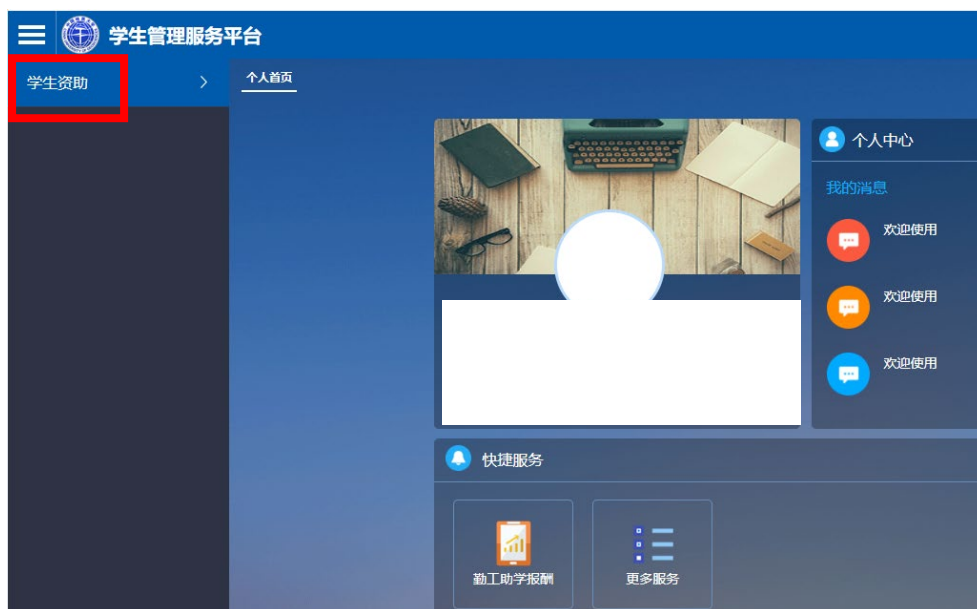 学生管理服务平台
学生资助
个人首页
个人中心
我的消息
欢迎使用
欢迎使用
欢迎使用
快捷服务
勤工助学报酬
更多服务